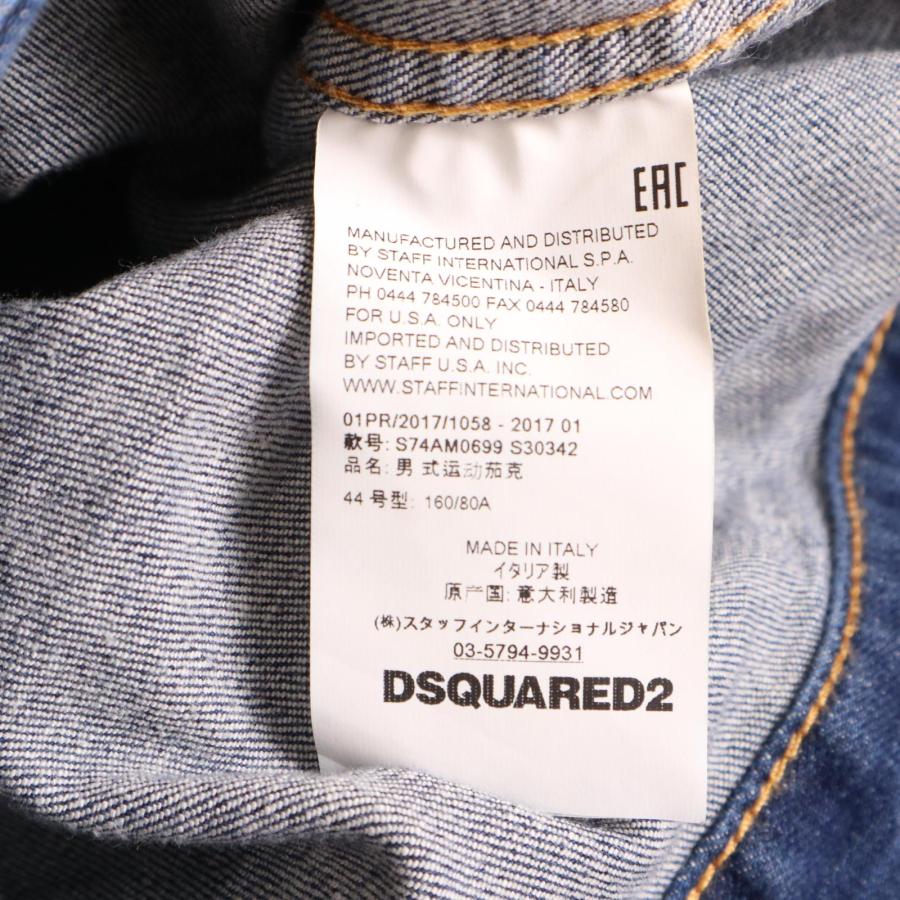 EAC
MANUFACTURED AND DISTRIBUTED
BY STAFF INTERNATIONAL S.P.A.
NOVENTA VICENTINA - ITALY
PH 0444 784500 FAX 0444 784580
FOR U.S.A. ONLY
IMPORTED AND DISTRIBUTED
BY STAFF U.S.A. INC.
WWW.STAFFINTERNATIONAL.COM
01PR/2017/1058 - 2017 01
款号: S74AM0699 S30342
品名: 男 式运动茄克
44 号型: 160/80A
MADE IN ITALY
イタリア製
原产国: 意大利製造
(株)スタッフインターナショナルジャパン
03-5794-9931
DSQUARED2